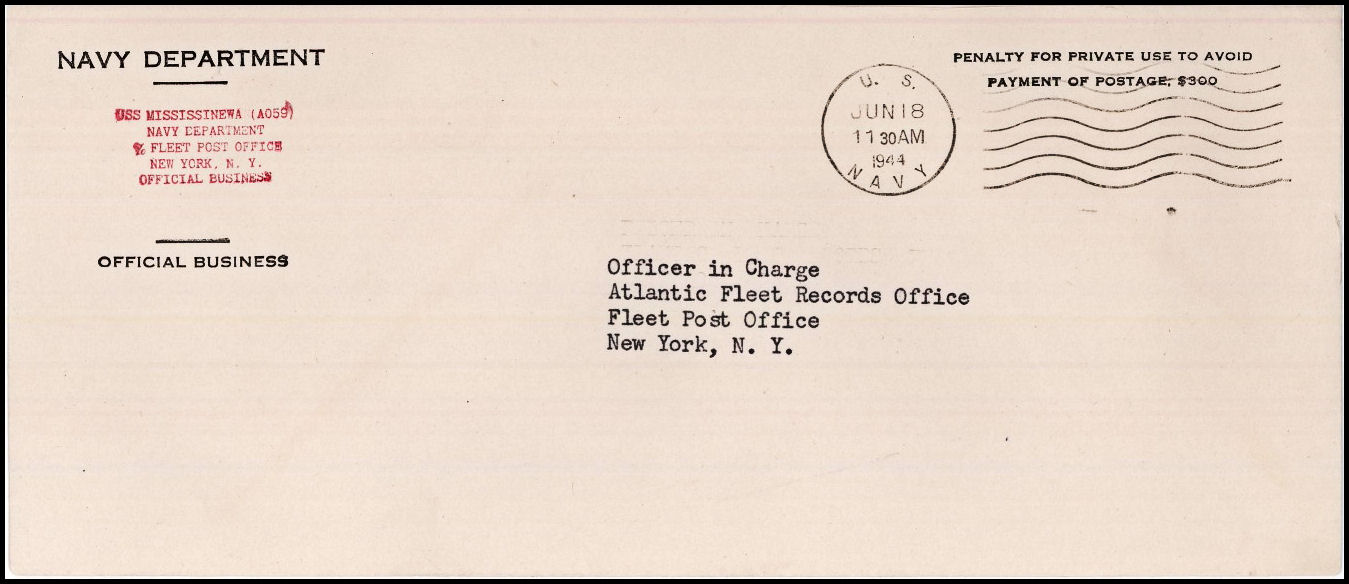 NAVY DEPARTMENT
USS MISSISSINEWA (AO59)
NAVY DEPARTMENT
℅ FLEET POST OFFICE
NEW YORK, N. Y.
OFFICIAL BUSINESS
OFFICIAL BUSINESS
PENALTY FOR PRIVATE USE TO AVOID
PAYMENT OF POSTAGE, $300
U. S.
JUN 18
11 30 AM
1944
NAVY
Officer in Charge
Atlantic Fleet Records Office
Fleet Post Office
New York, N. Y.